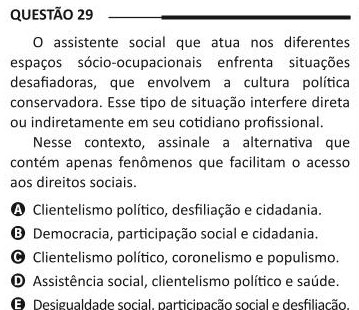 QUESTÃO 29
O assistente social que atua nos diferentes
espaços sócio-ocupacionais enfrenta situações
desafiadoras, que envolvem a cultura política
conservadora. Esse tipo de situação interfere direta
ou indiretamente em seu cotidiano profissional.
Nesse contexto, assinale a alternativa que
contém apenas fenômenos que facilitam o acesso
aos direitos sociais.
A Clientelismo político, desfiliação e cidadania.
B Democracia, participação social e cidadania.
C Clientelismo político, coronelismo e populismo.
D Assistência social, clientelismo político e saúde.
E Desigualdade social, participação social e desfiliação.